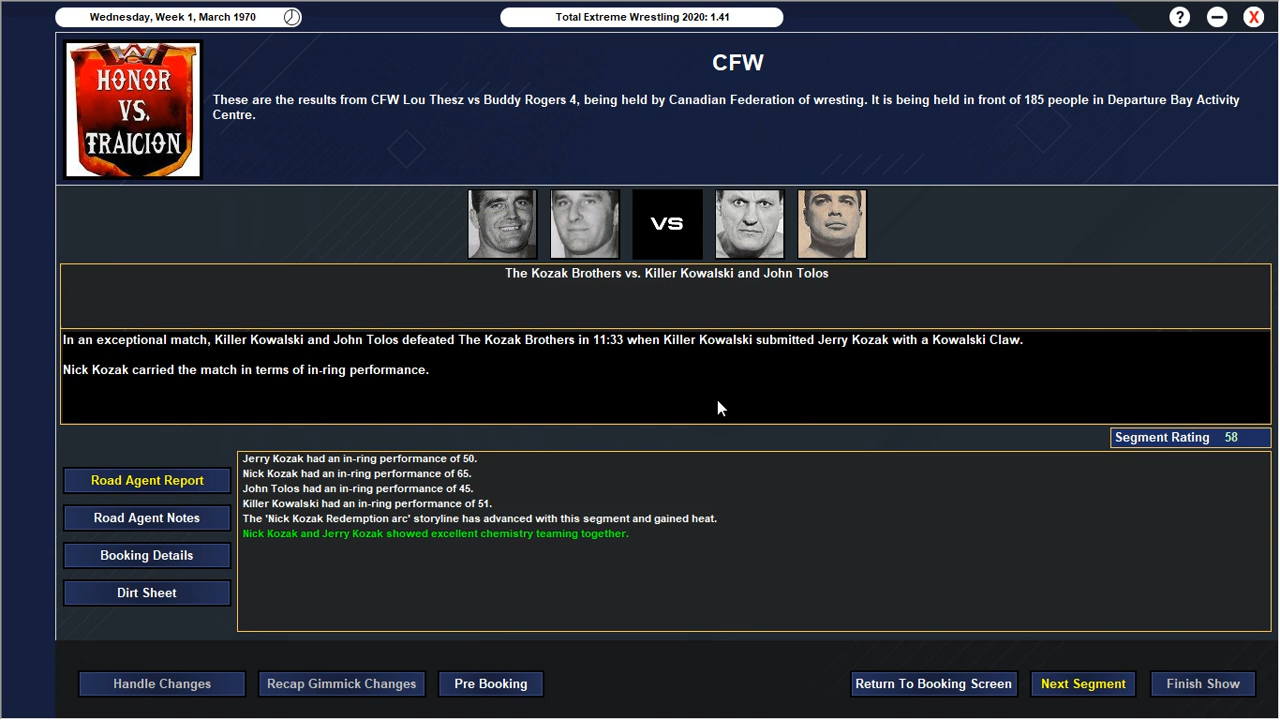 Wednesday, Week 1, March 1970
Total Extreme Wrestling 2020: 1.41
?
X
HONOR
VS.
TRAICION
CFW
These are the results from CFW Lou Thesz vs Buddy Rogers 4, being held by Canadian Federation of wresting. It is being held in front of 185 people in Departure Bay Activity
Centre.
VS
The Kozak Brothers vs. Killer Kowalski and John Tolos
In an exceptional match, Killer Kowalski and John Tolos defeated The Kozak Brothers in 11:33 when Killer Kowalski submitted Jerry Kozak with a Kowalski Claw.
Nick Kozak carried the match in terms of in-ring performance.
Segment Rating 58
Road Agent Report
Road Agent Notes
Booking Details
Dirt Sheet
Jerry Kozak had an in-ring performance of 50.
Nick Kozak had an in-ring performance of 65.
John Tolos had an in-ring performance of 45.
Killer Kowalski had an in-ring performance of 51.
The 'Nick Kozak Redemption arc' storyline has advanced with this segment and gained heat.
Nick Kozak and Jerry Kozak showed excellent chemistry teaming together.
Handle Changes
Recap Gimmick Changes
Pre Booking
Return To Booking Screen
Next Segment
Finish Show